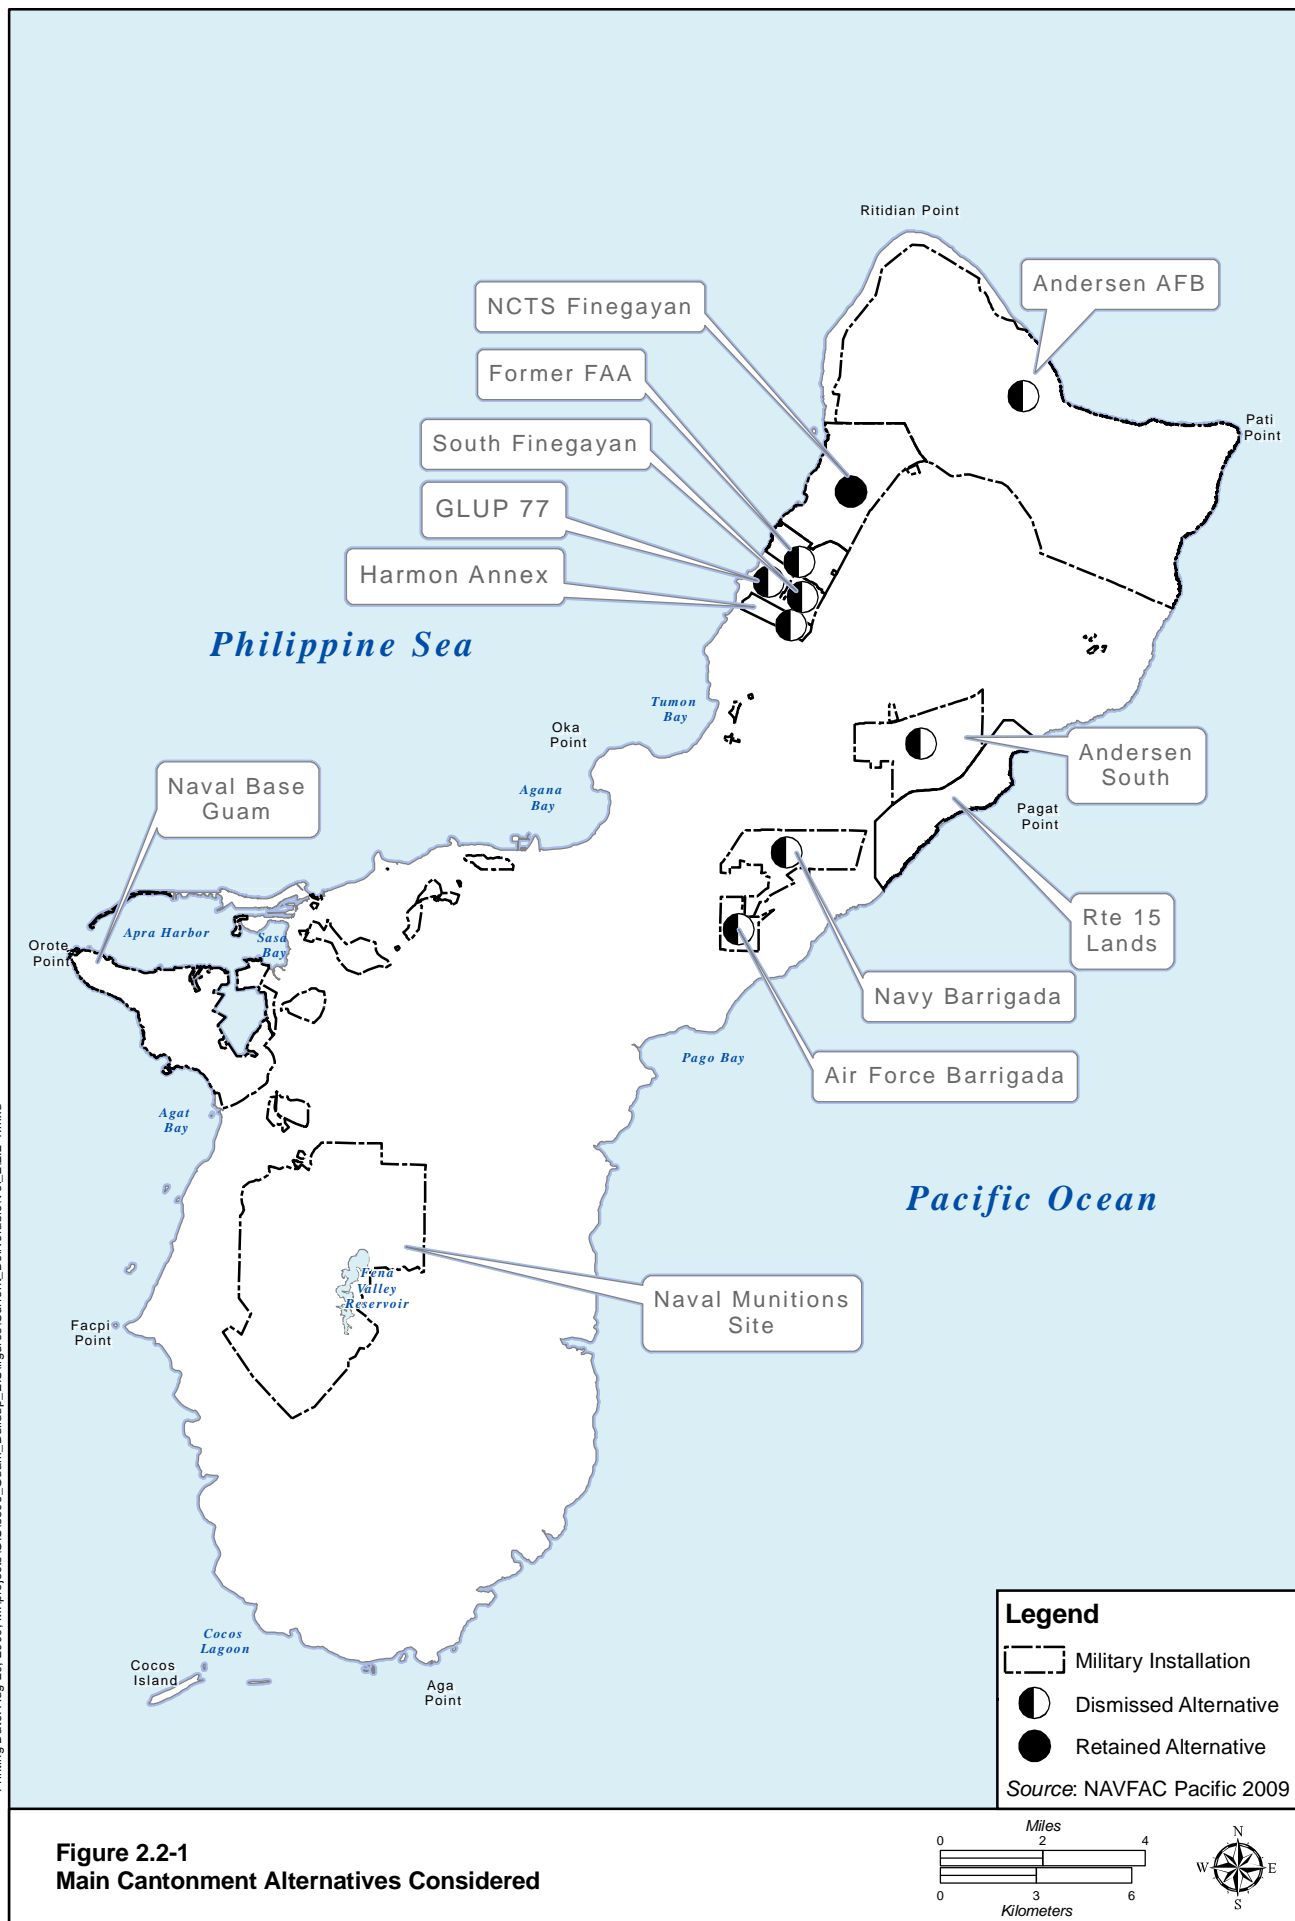 Ritidian Point
Andersen AFB
NCTS Finegayan
Former FAA
South Finegayan
GLUP 77
Harmon Annex
Pati
Point
Philippine Sea
Tumon
Bay
Oka
Point
Andersen
South
Naval Base
Guam
Agana
Bay
Pagat
Point
Rte 15
Lands
Apra Harbor
Sasa
Bay
Orote
Point
Navy Barrigada
Pago Bay
Air Force Barrigada
Agat
Bay
Pacific Ocean
Fena
Valley
Reservoir
Naval Munitions
Site
Facpi
Point
Cocos
Lagoon
Cocos
Island
Aga
Point
Legend
Military Installation
Dismissed Alternative
Retained Alternative
Source: NAVFAC Pacific 2009
Figure 2.2-1
Main Cantonment Alternatives Considered
Miles
0 2 4
0 3 6
Kilometers
N
W E
S